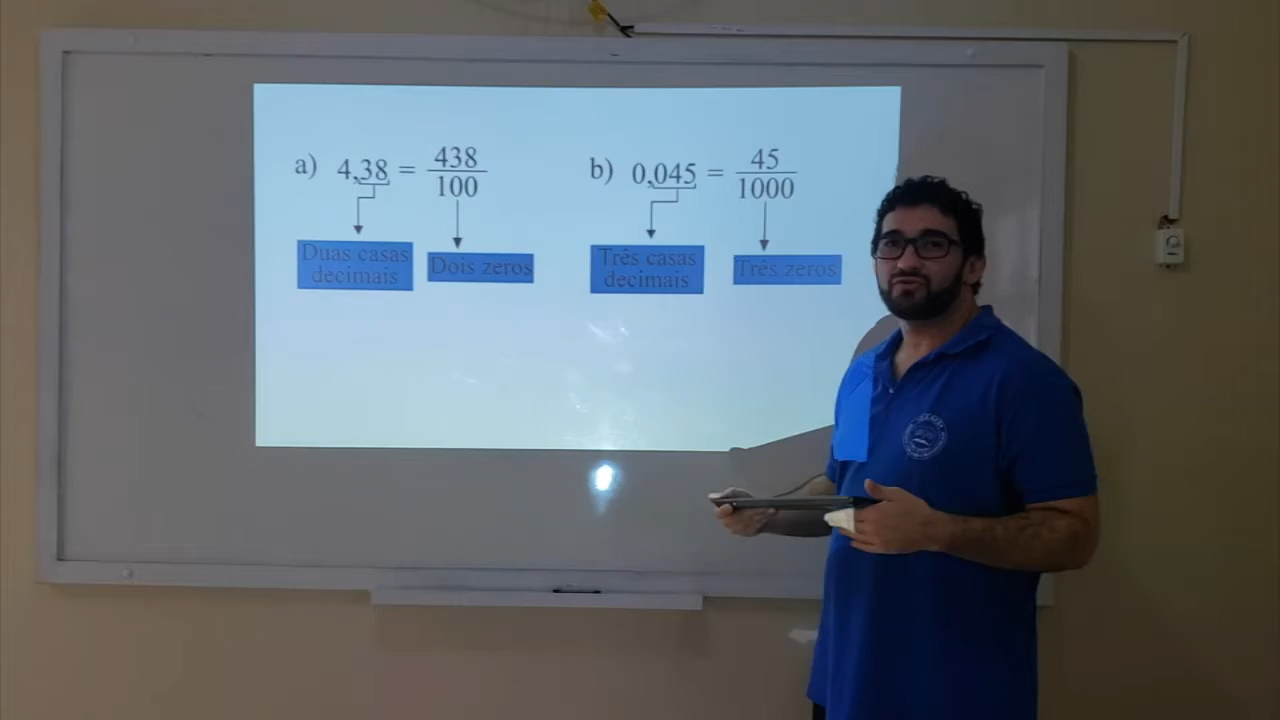 a) 4,38 = 438/100
Duas casas
decimais
Dois zeros
b) 0,045 = 45/1000
Três casas
decimais
Três zeros